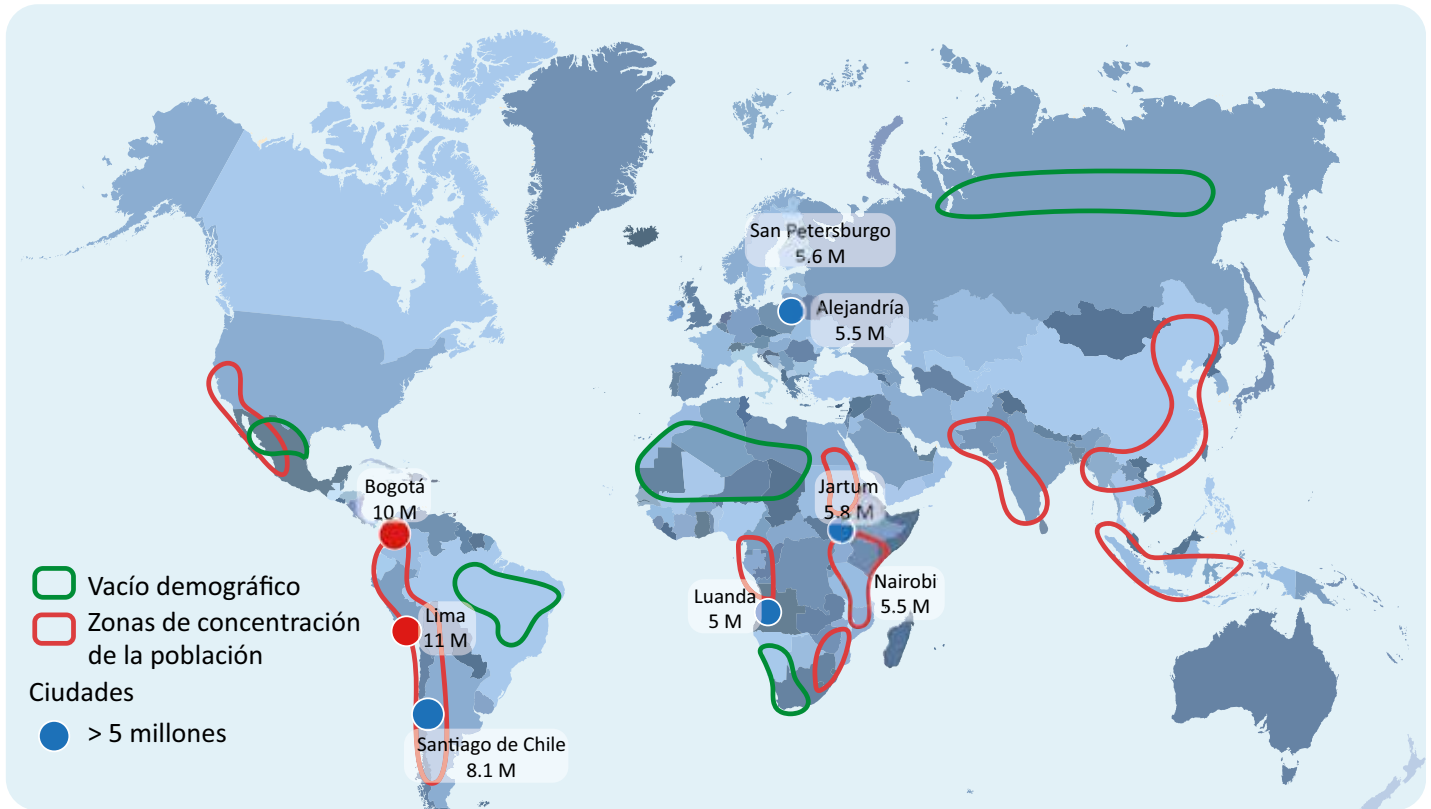 San Petersburgo
5.6 M
Alejandría
5.5 M
Bogotá
10 M
Jartum
5.8 M
Nairobi
5.5 M
Luanda
5 M
Lima
11 M
Santiago de Chile
8.1 M
Vacío demográfico
Zonas de concentración
de la población
Ciudades
> 5 millones